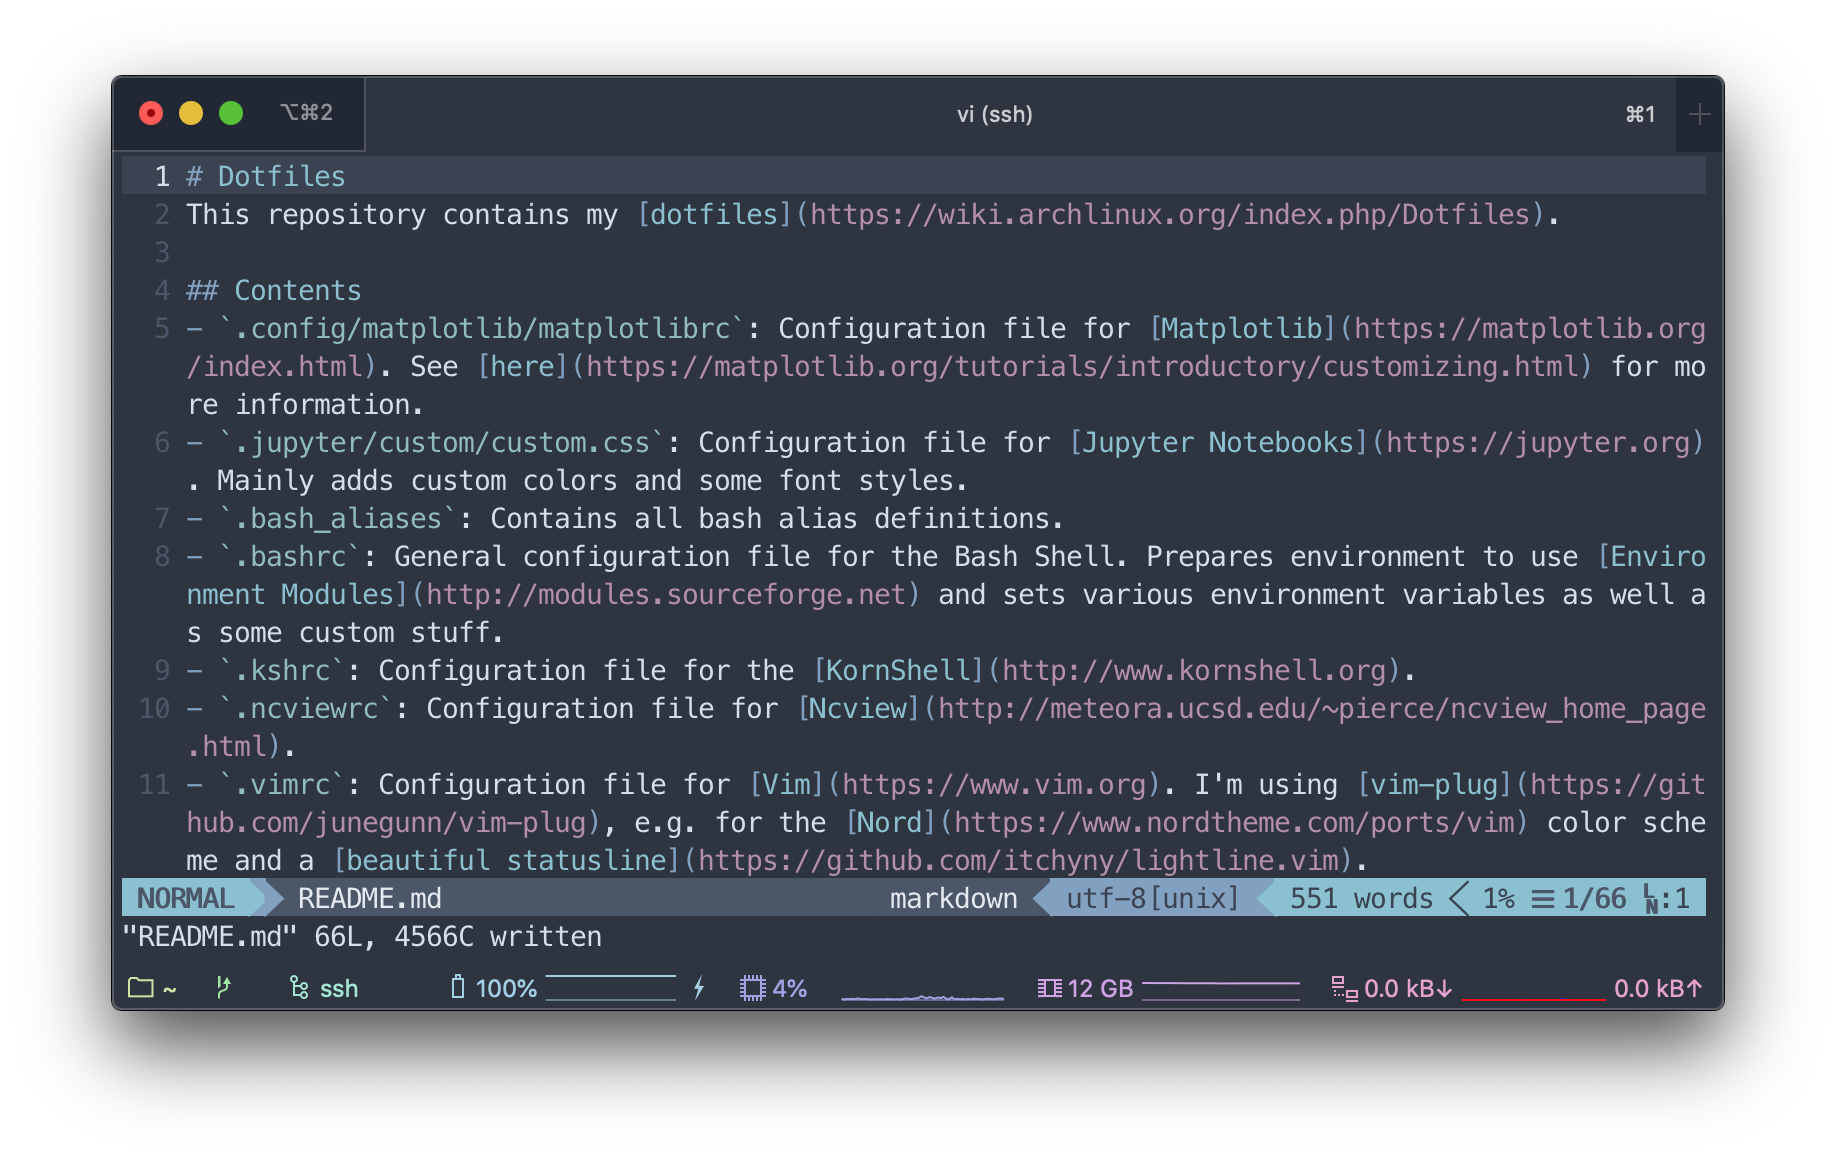 ⌥⌘2 vi (ssh) ⌘1 +
1 # Dotfiles
2 This repository contains my [dotfiles](https://wiki.archlinux.org/index.php/Dotfiles).
3
4 ## Contents
5 - `.config/matplotlib/matplotlibrc`: Configuration file for [Matplotlib](https://matplotlib.org
/index.html). See [here](https://matplotlib.org/tutorials/introductory/customizing.html) for mo
re information.
6 - `.jupyter/custom/custom.css`: Configuration file for [Jupyter Notebooks](https://jupyter.org)
. Mainly adds custom colors and some font styles.
7 - `.bash_aliases`: Contains all bash alias definitions.
8 - `.bashrc`: General configuration file for the Bash Shell. Prepares environment to use [Enviro
nment Modules](http://modules.sourceforge.net) and sets various environment variables as well a
s some custom stuff.
9 - `.kshrc`: Configuration file for the [KornShell](http://www.kornshell.org).
10 - `.ncviewrc`: Configuration file for [Ncview](http://meteora.ucsd.edu/~pierce/ncview_home_page
.html).
11 - `.vimrc`: Configuration file for [Vim](https://www.vim.org). I'm using [vim-plug](https://git
hub.com/junegunn/vim-plug), e.g. for the [Nord](https://www.nordtheme.com/ports/vim) color sche
me and a [beautiful statusline](https://github.com/itchyny/lightline.vim).
NORMAL README.md markdown utf-8[unix] 551 words 1% ☰ 1/66 LN:1
"README.md" 66L, 4566C written
~ ssh 100% 4% 12 GB 0.0 kB↓ 0.0 kB↑